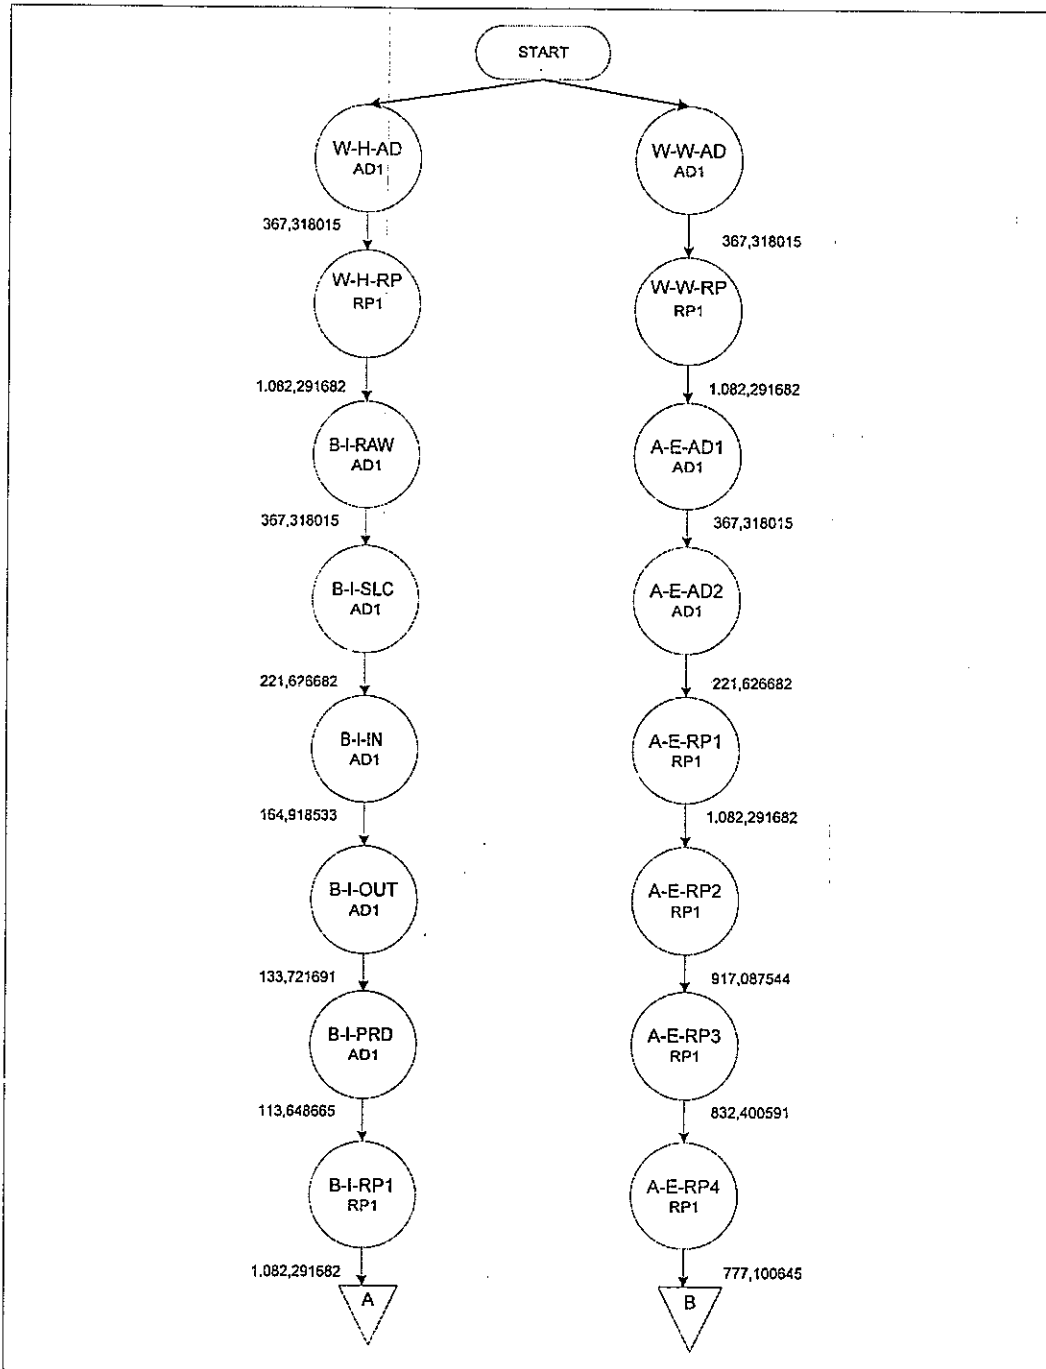 START
W-H-AD
AD1
367,318015
W-H-RP
RP1
1.082,291682
B-I-RAW
AD1
367,318015
B-I-SLC
AD1
221,626682
B-I-IN
AD1
164,918533
B-I-OUT
AD1
133,721691
B-I-PRD
AD1
113,648665
B-I-RP1
RP1
1.082,291682
A
W-W-AD
AD1
367,318015
W-W-RP
RP1
1.082,291682
A-E-AD1
AD1
367,318015
A-E-AD2
AD1
221,626682
A-E-RP1
RP1
1.082,291682
A-E-RP2
RP1
917,087544
A-E-RP3
RP1
832,400591
A-E-RP4
RP1
777,100645
B